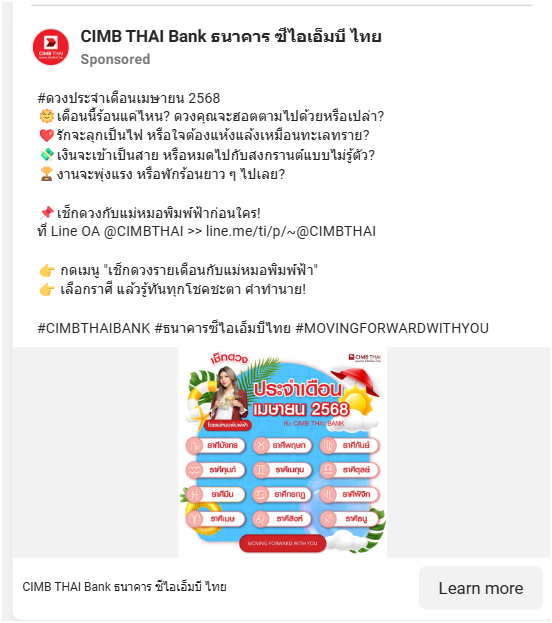 CIMB THAI Bank ธนาคาร ซีไอเอ็มบี ไทย
Sponsored
#ดวงประจำเดือนเมษายน 2568
🌞เดือนนี้ร้อนแค่ไหน? ดวงคุณจะฮอตตามไปด้วยหรือเปล่า?
❤️รักจะลุกเป็นไฟ หรือใจต้องแห้งแล้งเหมือนทะเลทราย?
💸เงินจะเข้าเป็นสาย หรือหมดไปกับสงกรานต์แบบไม่รู้ตัว?
🏆งานจะพุ่งแรง หรือพักร้อนยาว ๆ ไปเลย?
📌เช็กดวงกับแม่หมอพิมพ์ฟ้าก่อนใคร!
ที่ Line OA @CIMBTHAI >> line.me/ti/p/~@CIMBTHAI
👉 กดเมนู "เช็กดวงรายเดือนกับแม่หมอพิมพ์ฟ้า"
👉 เลือกราศี แล้วรู้ทันทุกโชคชะตา คำทำนาย!
#CIMBTHAIBANK #ธนาคารซีไอเอ็มบีไทย #MOVINGFORWARDWITHYOU
เช็กดวง
CIMB THAI
ประจำเดือน
เมษายน 2568
โดยแม่หมอพิมพ์ฟ้า
กับ CIMB THAI BANK
ราศีมังกร ราศีพฤษภ ราศีกันย์
ราศีกุมภ์ ราศีเมถุน ราศีตุลย์
ราศีมีน ราศีกรกฎ ราศีพิจิก
ราศีเมษ ราศีสิงห์ ราศีธนู
MOVING FORWARD WITH YOU
CIMB THAI Bank ธนาคาร ซีไอเอ็มบี ไทย
Learn more